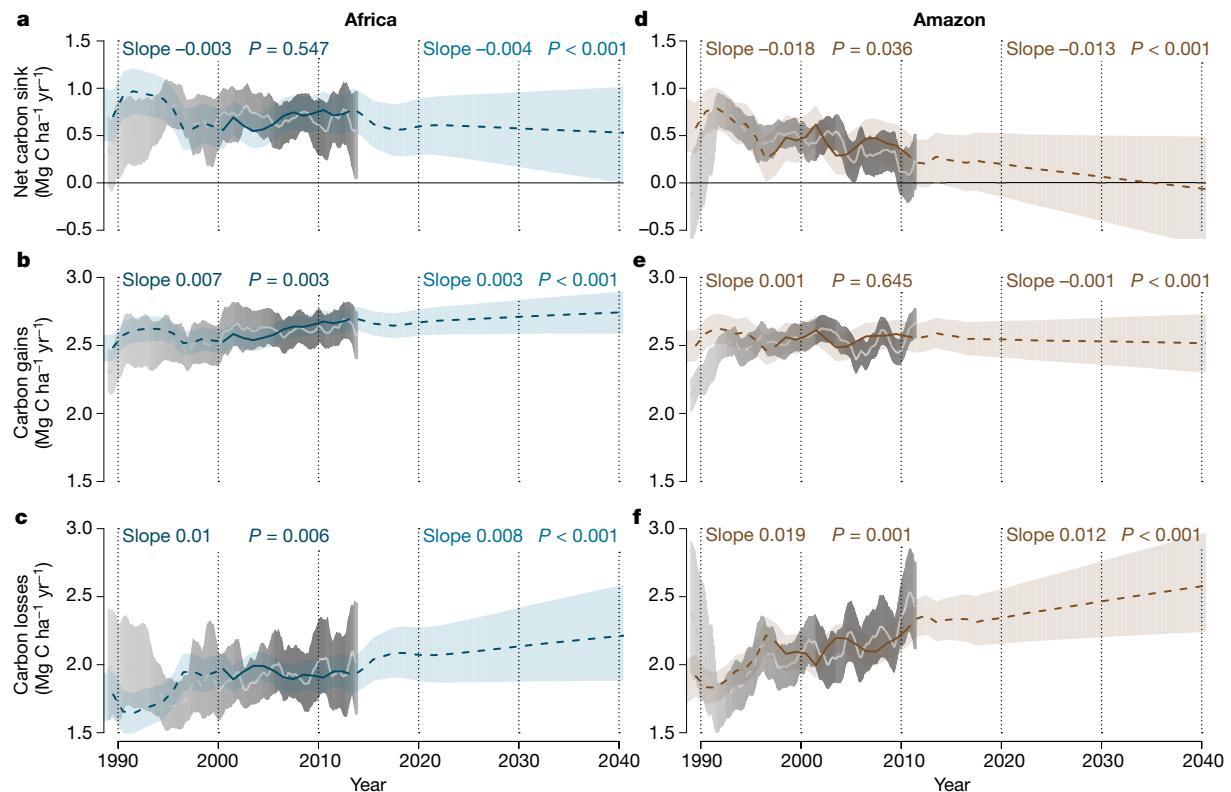 a
Africa
d
Amazon
Slope –0.003 P = 0.547
Slope –0.004 P < 0.001
Slope –0.018 P = 0.036
Slope –0.013 P < 0.001
Net carbon sink
(Mg C ha⁻¹ yr⁻¹)
1.5
1.0
0.5
0.0
–0.5
1.5
1.0
0.5
0.0
–0.5
b
e
Slope 0.007 P = 0.003
Slope 0.003 P < 0.001
Slope 0.001 P = 0.645
Slope –0.001 P < 0.001
Carbon gains
(Mg C ha⁻¹ yr⁻¹)
3.0
2.5
2.0
1.5
3.0
2.5
2.0
1.5
c
f
Slope 0.01 P = 0.006
Slope 0.008 P < 0.001
Slope 0.019 P = 0.001
Slope 0.012 P < 0.001
Carbon losses
(Mg C ha⁻¹ yr⁻¹)
3.0
2.5
2.0
1.5
3.0
2.5
2.0
1.5
1990 2000 2010 2020 2030 2040
1990 2000 2010 2020 2030 2040
Year
Year